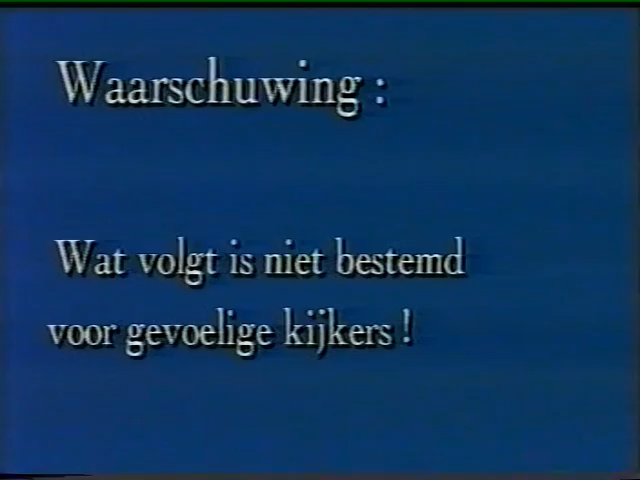 Waarschuwing :
Wat volgt is niet bestemd
voor gevoelige kijkers !